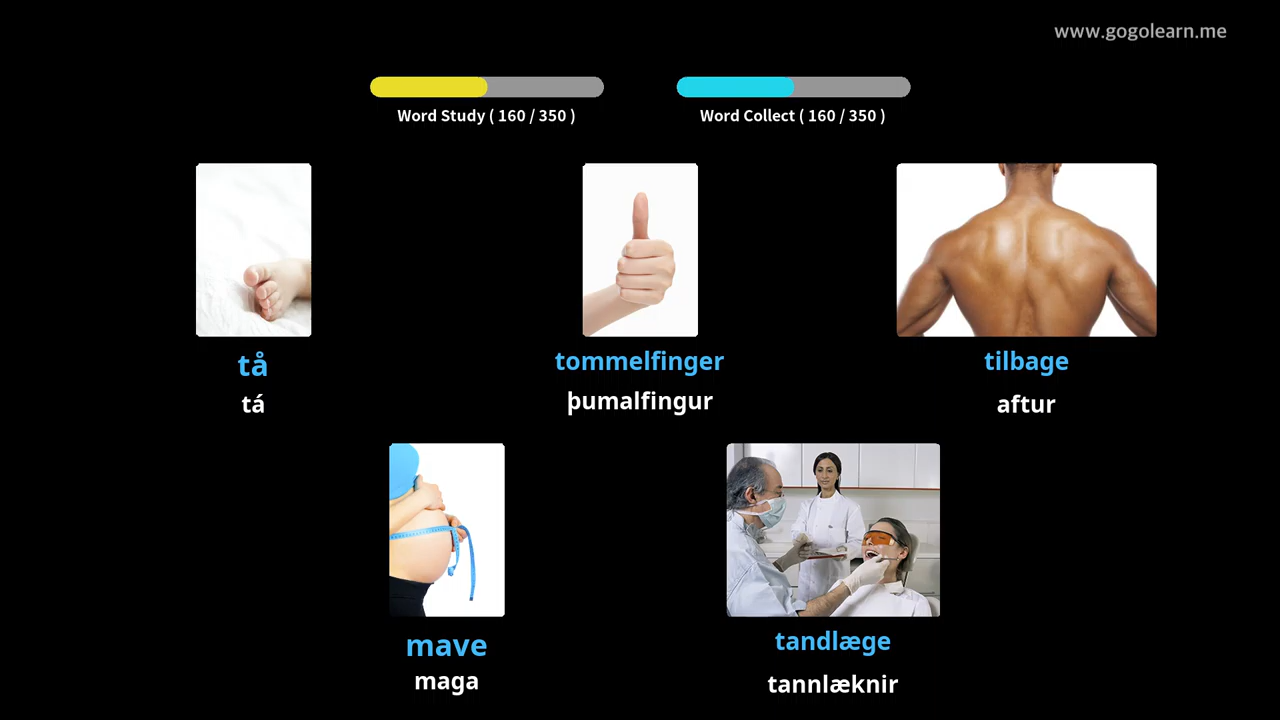 www.gogolearn.me
Word Study ( 160 / 350 )
Word Collect ( 160 / 350 )
tå
tá
tommelfinger
þumalfingur
tilbage
aftur
mave
maga
tandlæge
tannlæknir